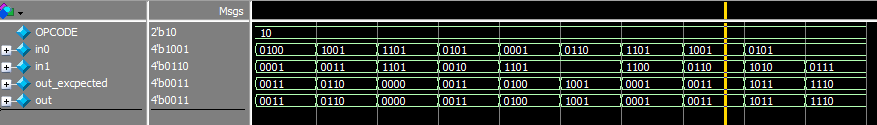 Msgs
OPCODE 2'b10 10
in0 4'b1001 0100 1001 1101 0101 0001 0110 1101 1001 0101
in1 4'b0110 0001 0011 1101 0010 1101 1100 0110 1010 0111
out_excpected 4'b0011 0011 0110 0000 0011 0100 1001 0001 0011 1011 1110
out 4'b0011 0011 0110 0000 0011 0100 1001 0001 0011 1011 1110